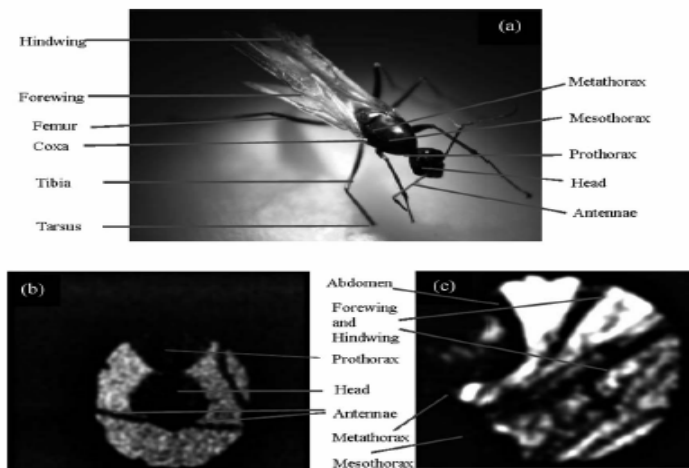 (a)
Hindwing
Forewing
Femur
Coxa
Tibia
Tarsus
Metathorax
Mesothorax
Prothorax
Head
Antennae
(b)
Prothorax
Head
Antennae
(c)
Abdomen
Forewing
and
Hindwing
Metathorax
Mesothorax